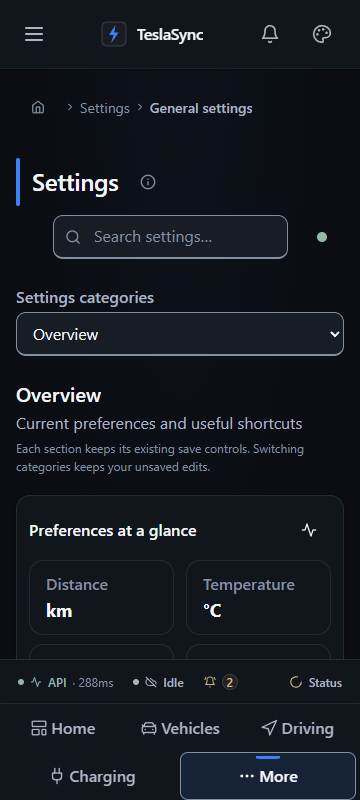 TeslaSync
Settings
General settings
Settings
Search settings...
Settings categories
Overview
Overview
Current preferences and useful shortcuts
Each section keeps its existing save controls. Switching
categories keeps your unsaved edits.
Preferences at a glance
Distance
km
Temperature
°C
API · 288ms
Idle
2
Status
Home
Vehicles
Driving
Charging
More